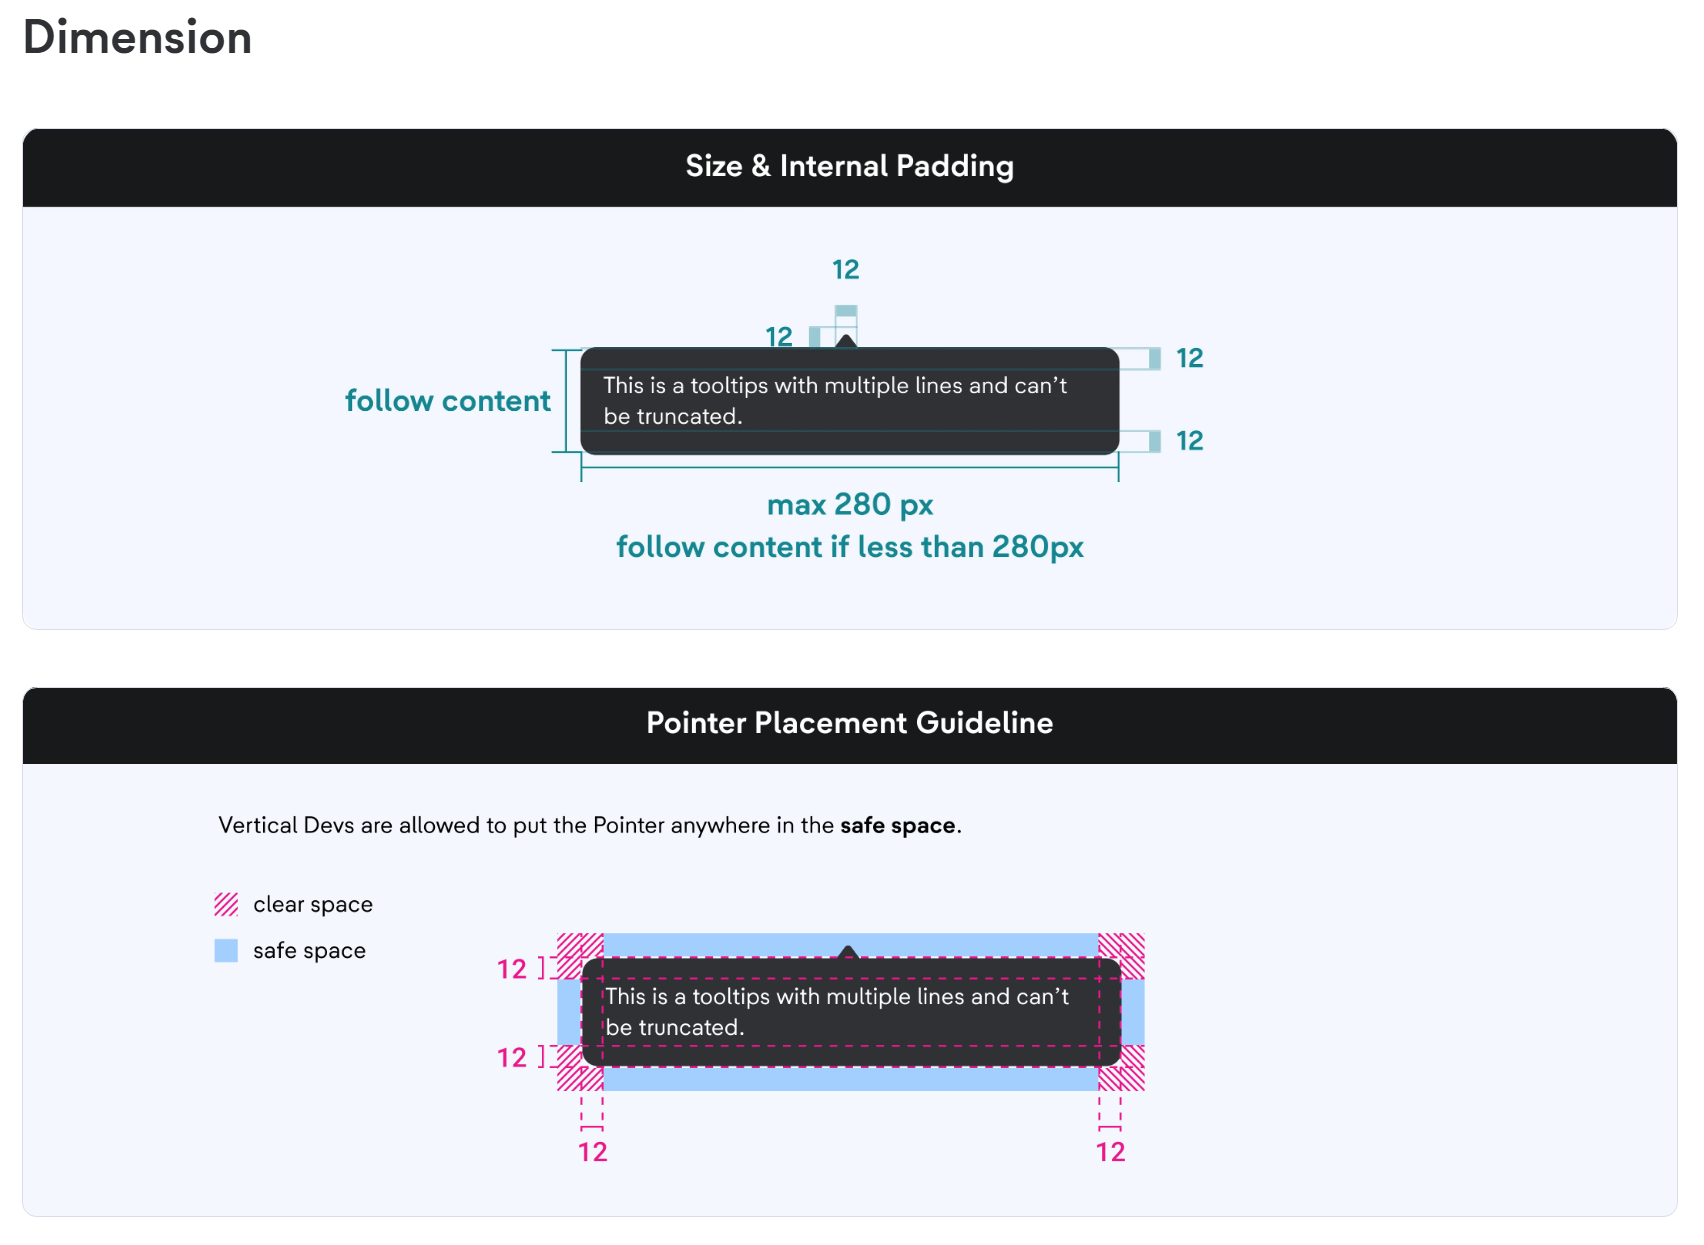 Dimension
Size & Internal Padding
12
12
12
follow content
This is a tooltips with multiple lines and can’t
be truncated.
12
max 280 px
follow content if less than 280px
Pointer Placement Guideline
Vertical Devs are allowed to put the Pointer anywhere in the safe space.
clear space
safe space
12
This is a tooltips with multiple lines and can’t
be truncated.
12
12
12